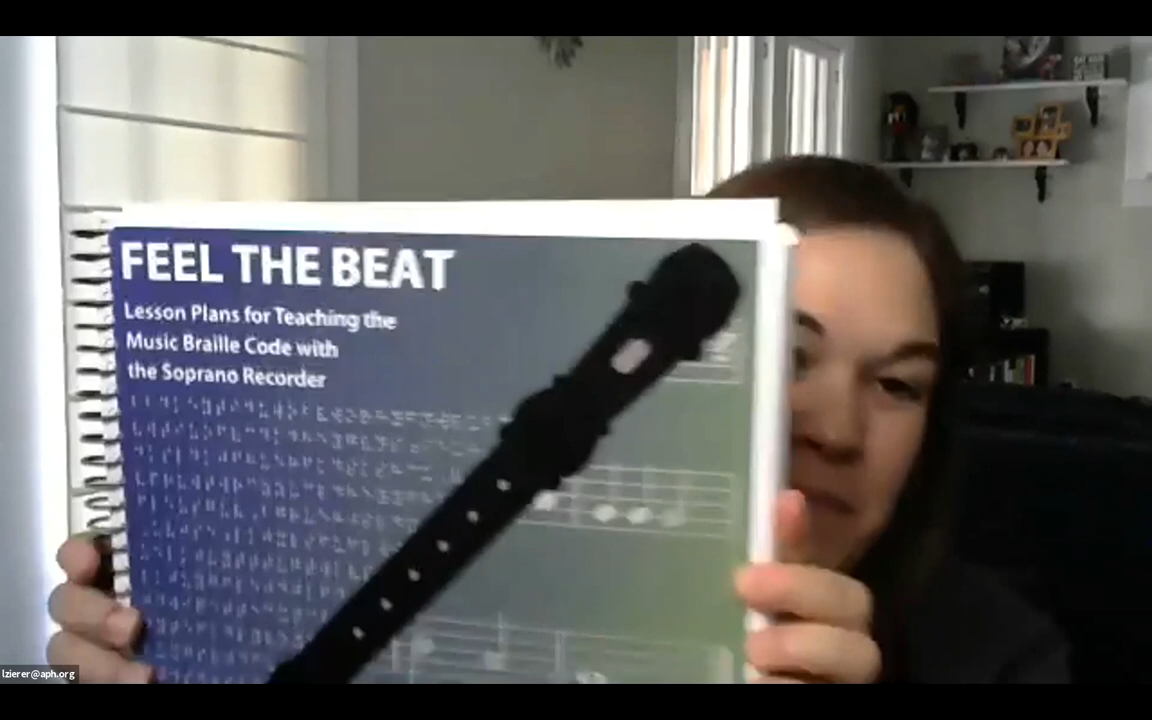 FEEL THE BEAT
Lesson Plans for Teaching the
Music Braille Code with
the Soprano Recorder
lzierer@aph.org